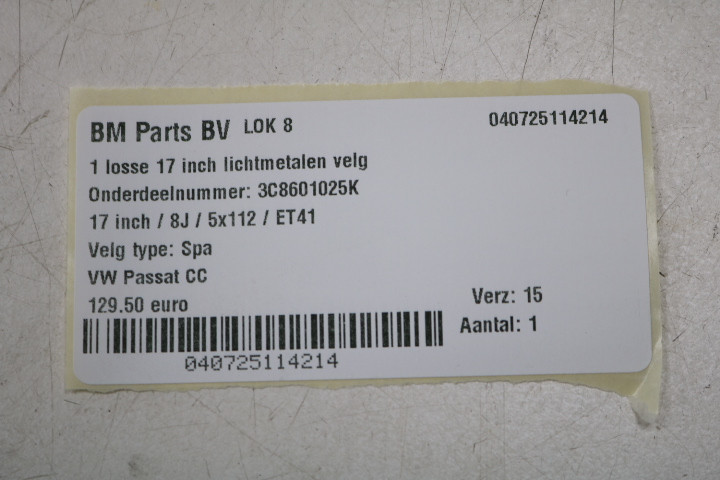 BM Parts BV LOK 8 040725114214
1 losse 17 inch lichtmetalen velg
Onderdeelnummer: 3C8601025K
17 inch / 8J / 5x112 / ET41
Velg type: Spa
VW Passat CC
129.50 euro Verz: 15
Aantal: 1
040725114214